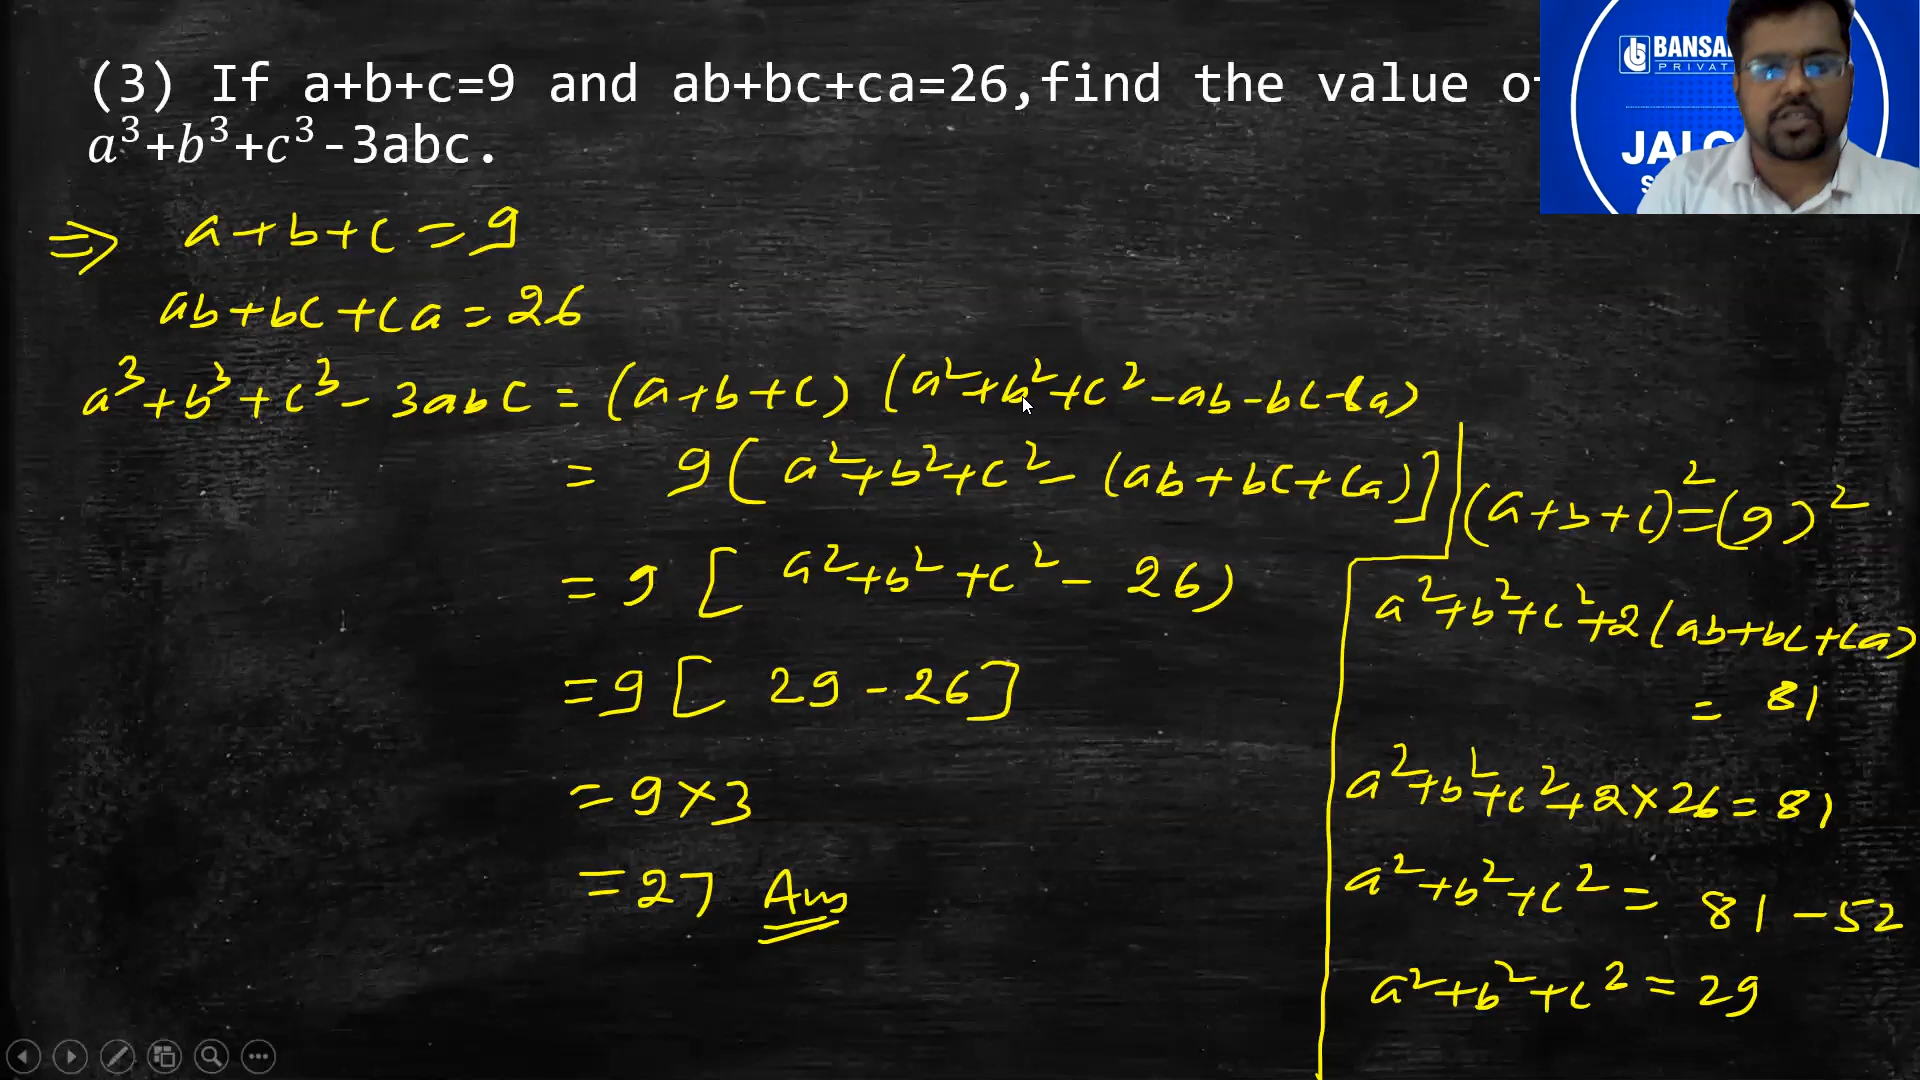 (3) If a+b+c=9 and ab+bc+ca=26,find the value
a³+b³+c³-3abc.
BANSA
PRIVAT
⇒ a+b+c=9
ab+bc+ca=26
a³+b³+c³-3abc = (a+b+c) (a²+b²+c²-ab-bc-ca)
= 9(a²+b²+c²-(ab+bc+ca)]
= 9 [a²+b²+c²-26)
=9[29-26]
=9×3
=27 Ans
(a+b+c)²=(9)²
a²+b²+c²+2(ab+bc+ca)
= 81
a²+b²+c²+2×26=81
a²+b²+c²= 81-52
a²+b²+c²=29